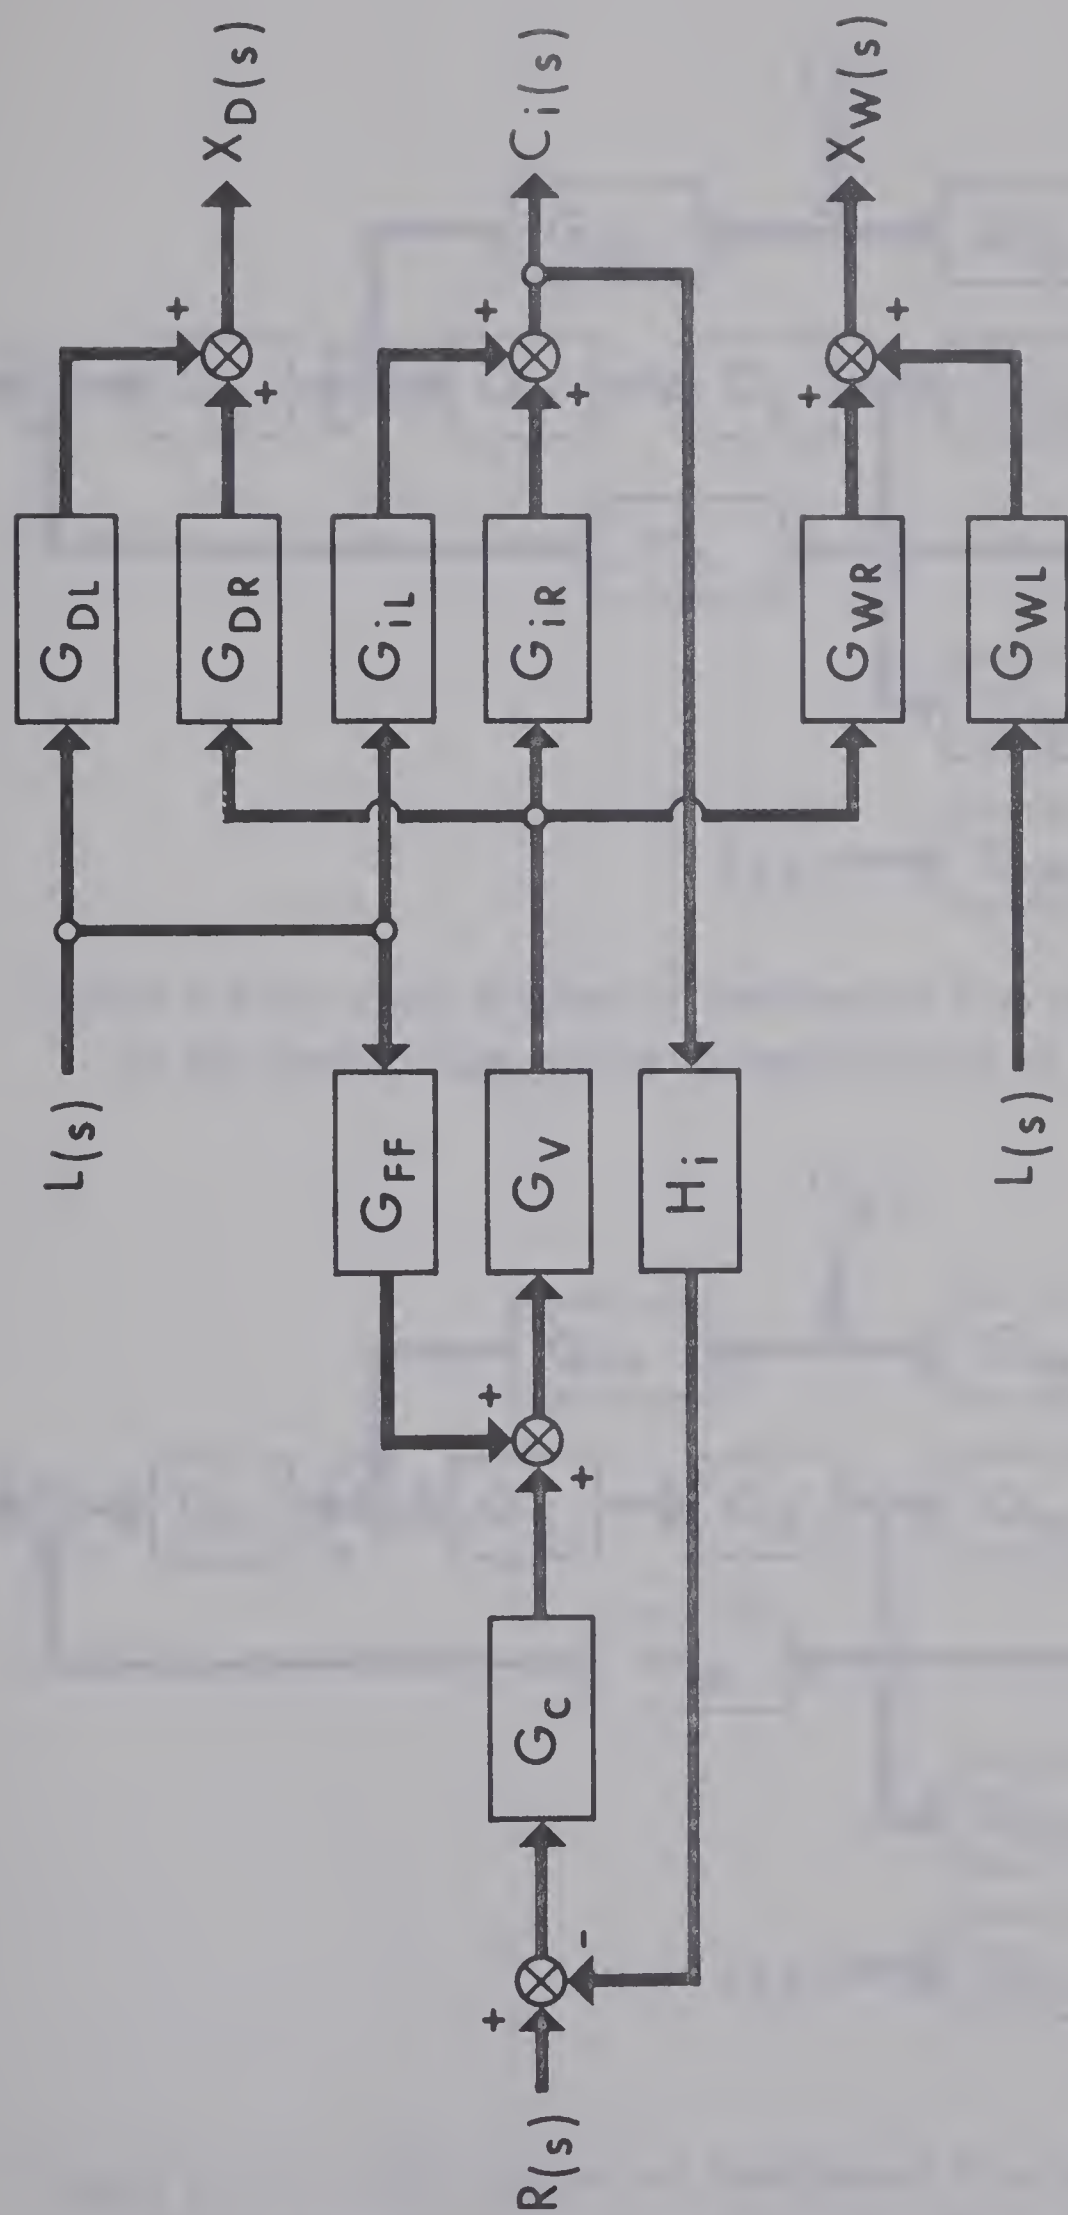 L(s)
G_DL
X_D(s)
G_DR
G_FF
G_iL
R(s)
G_C
G_V
G_iR
C_i(s)
H_i
G_WR
X_W(s)
L(s)
G_WL
+
-
+
+
+
+
+
+
+
+